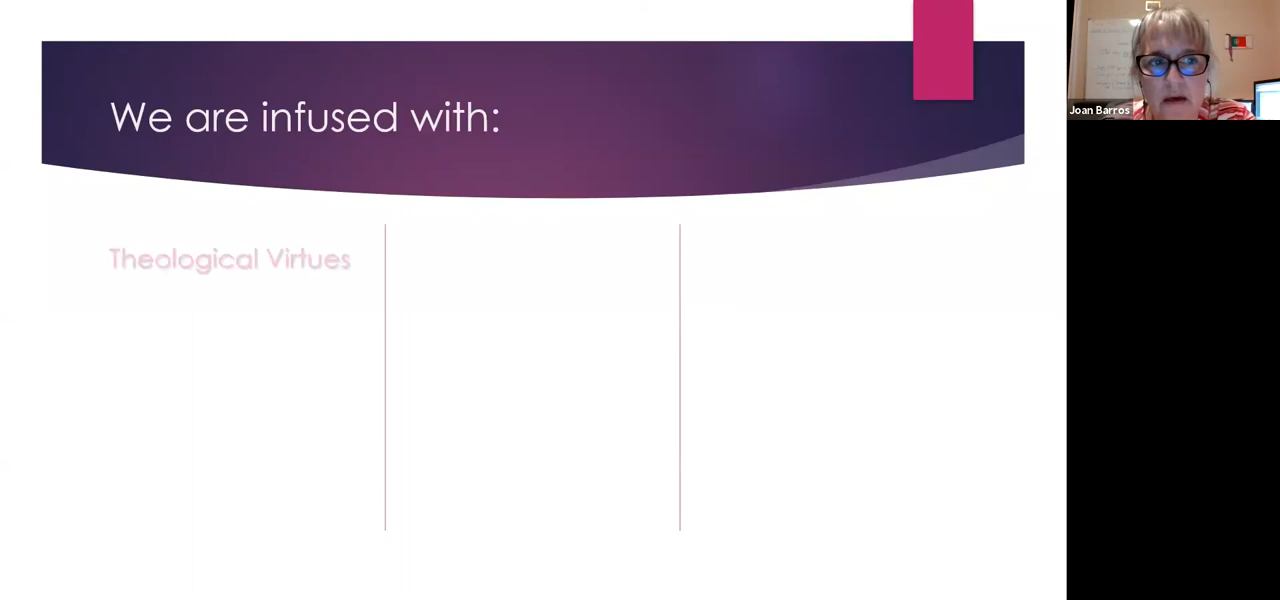 We are infused with:
Theological Virtues
Joan Barros